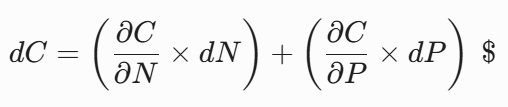 dC = (∂C/∂N × dN) + (∂C/∂P × dP) $